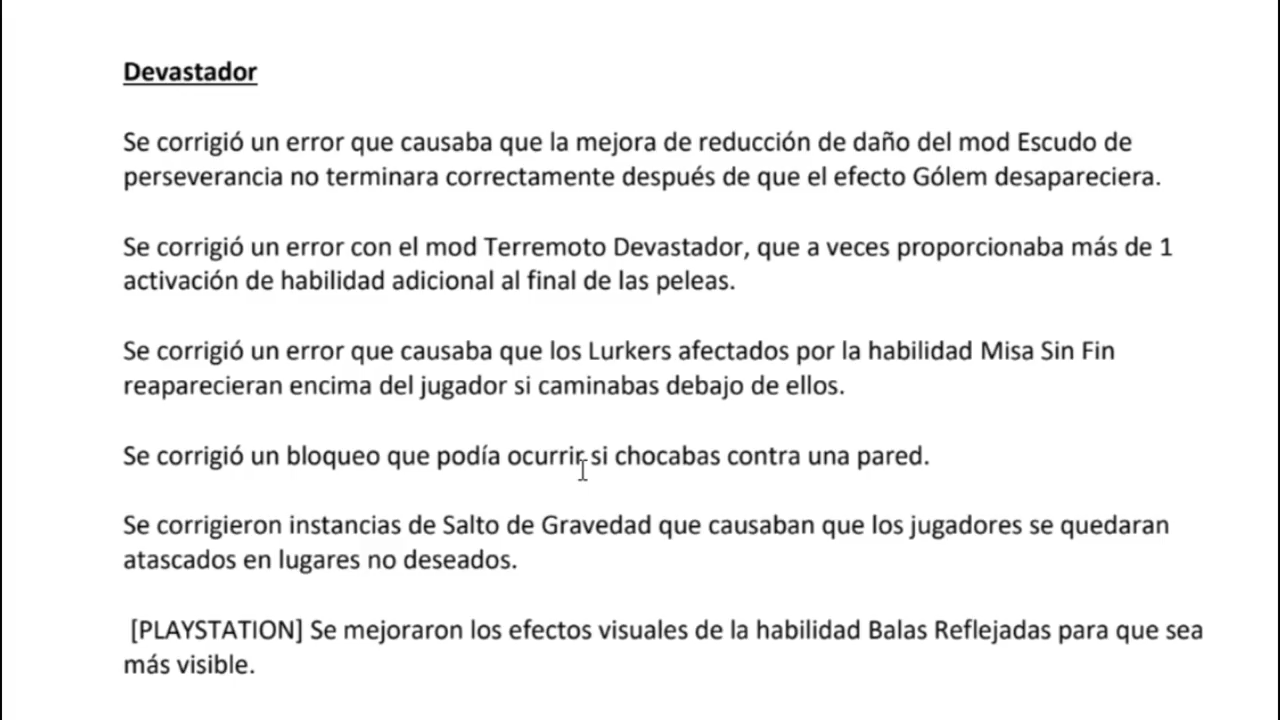 Devastador
Se corrigió un error que causaba que la mejora de reducción de daño del mod Escudo de
perseverancia no terminara correctamente después de que el efecto Gólem desapareciera.
Se corrigió un error con el mod Terremoto Devastador, que a veces proporcionaba más de 1
activación de habilidad adicional al final de las peleas.
Se corrigió un error que causaba que los Lurkers afectados por la habilidad Misa Sin Fin
reaparecieran encima del jugador si caminabas debajo de ellos.
Se corrigió un bloqueo que podía ocurrir si chocabas contra una pared.
Se corrigieron instancias de Salto de Gravedad que causaban que los jugadores se quedaran
atascados en lugares no deseados.
[PLAYSTATION] Se mejoraron los efectos visuales de la habilidad Balas Reflejadas para que sea
más visible.